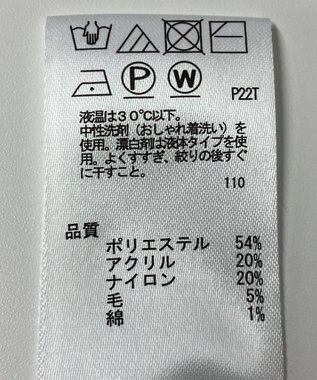 P W P22T
液温は30℃以下。
中性洗剤（おしゃれ着洗い）を
使用。漂白剤は液体タイプを使
用。よくすすぎ、絞りの後すぐ
に干すこと。
110
品質
ポリエステル 54%
アクリル 20%
ナイロン 20%
毛 5%
綿 1%